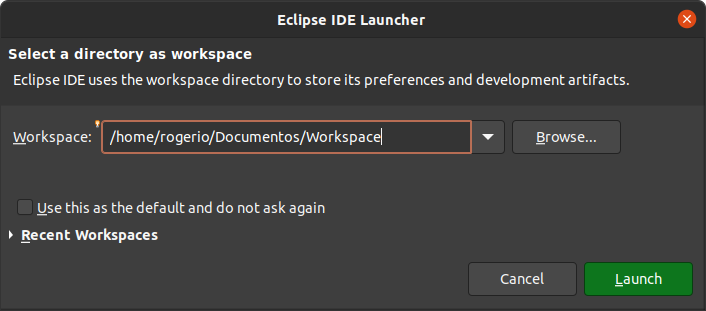 Eclipse IDE Launcher
Select a directory as workspace
Eclipse IDE uses the workspace directory to store its preferences and development artifacts.
Workspace: /home/rogerio/Documentos/Workspace Browse...
Use this as the default and do not ask again
Recent Workspaces
Cancel Launch